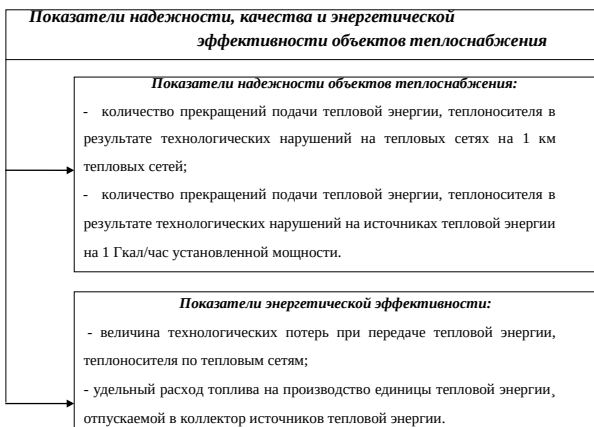 Показатели надежности, качества и энергетической
эффективности объектов теплоснабжения
Показатели надежности объектов теплоснабжения:
- количество прекращений подачи тепловой энергии, теплоносителя в
результате технологических нарушений на тепловых сетях на 1 км
тепловых сетей;
- количество прекращений подачи тепловой энергии, теплоносителя в
результате технологических нарушений на источниках тепловой энергии
на 1 Гкал/час установленной мощности.
Показатели энергетической эффективности:
- величина технологических потерь при передаче тепловой энергии,
теплоносителя по тепловым сетям;
- удельный расход топлива на производство единицы тепловой энергии,
отпускаемой в коллектор источников тепловой энергии.